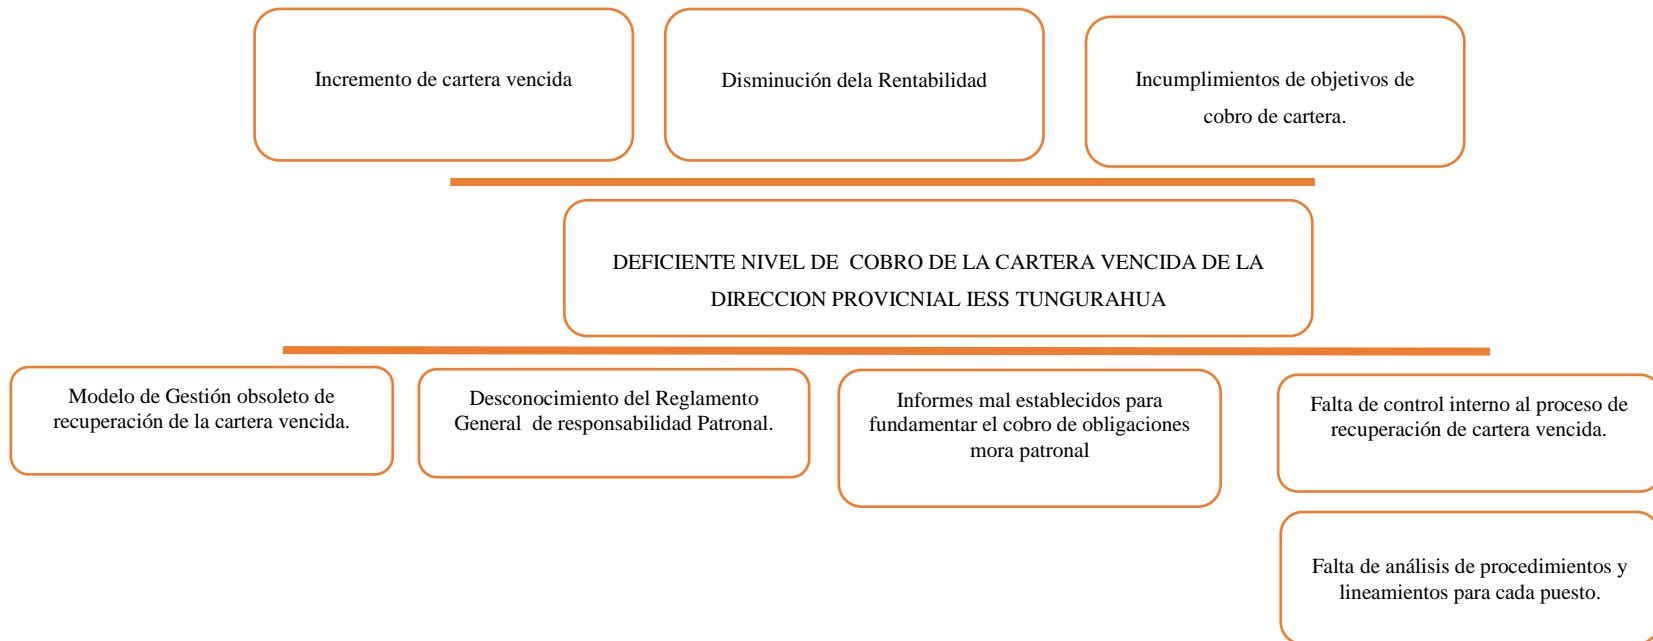 Incremento de cartera vencida
Disminución dela Rentabilidad
Incumplimientos de objetivos de
cobro de cartera.
DEFICIENTE NIVEL DE COBRO DE LA CARTERA VENCIDA DE LA
DIRECCION PROVICNIAL IESS TUNGURAHUA
Modelo de Gestión obsoleto de
recuperación de la cartera vencida.
Desconocimiento del Reglamento
General de responsabilidad Patronal.
Informes mal establecidos para
fundamentar el cobro de obligaciones
mora patronal
Falta de control interno al proceso de
recuperación de cartera vencida.
Falta de análisis de procedimientos y
lineamientos para cada puesto.